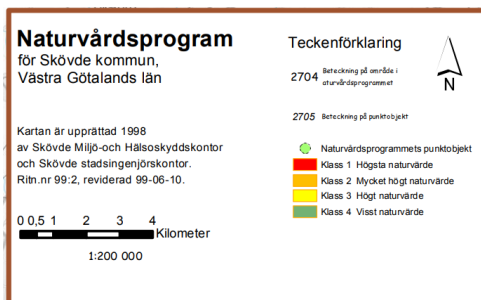 Naturvårdsprogram
för Skövde kommun,
Västra Götalands län
Kartan är upprättad 1998
av Skövde Miljö-och Hälsoskyddskontor
och Skövde stadsingenjörskontor.
Ritn.nr 99:2, reviderad 99-06-10.
0 0,5 1 2 3 4
Kilometer
1:200 000
Teckenförklaring
N
2704 Beteckning på område i
aturvårdsprogrammet
2705 Beteckning på punktobjekt
Naturvårdsprogrammets punktobjekt
Klass 1 Högsta naturvärde
Klass 2 Mycket högt naturvärde
Klass 3 Högt naturvärde
Klass 4 Visst naturvärde